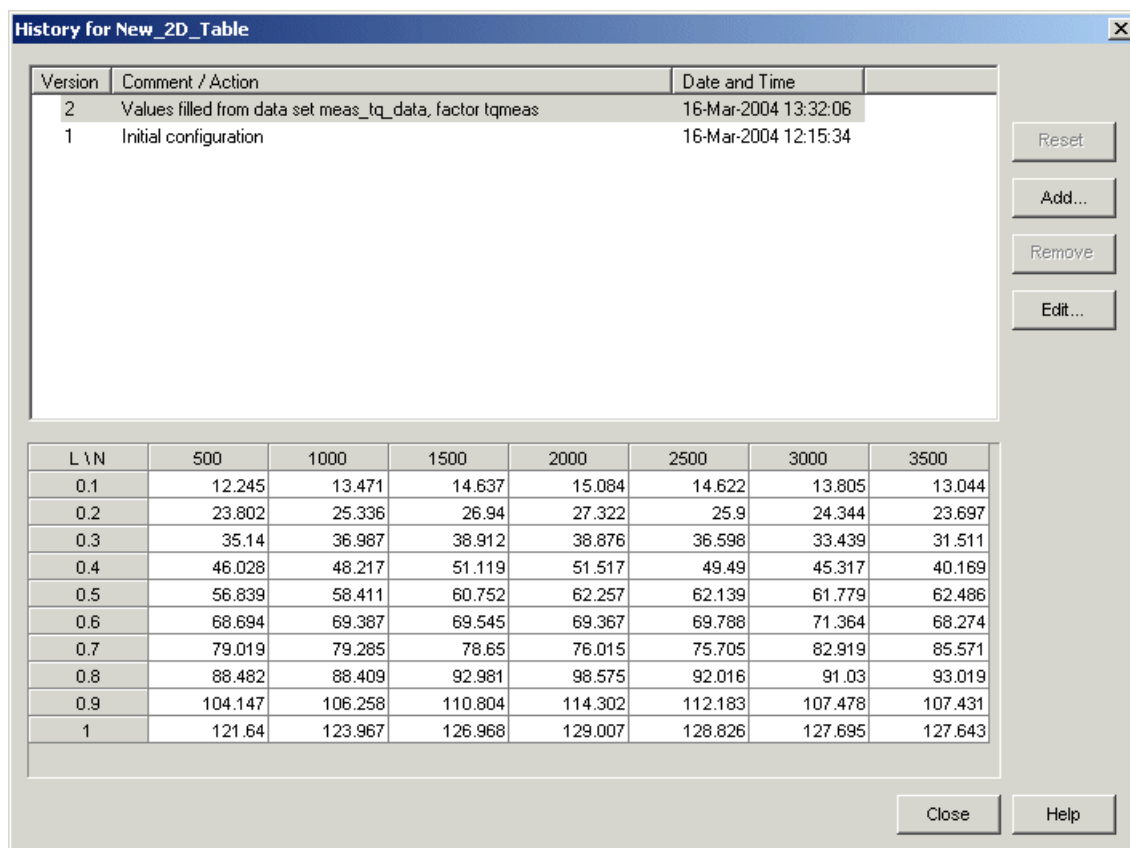 History for New_2D_Table
Version Comment / Action Date and Time
2 Values filled from data set meas_tq_data, factor tqmeas 16-Mar-2004 13:32:06
1 Initial configuration 16-Mar-2004 12:15:34
Reset
Add...
Remove
Edit...
L \ N 500 1000 1500 2000 2500 3000 3500
0.1 12.245 13.471 14.637 15.084 14.622 13.805 13.044
0.2 23.802 25.336 26.94 27.322 25.9 24.344 23.697
0.3 35.14 36.987 38.912 38.876 36.598 33.439 31.511
0.4 46.028 48.217 51.119 51.517 49.49 45.317 40.169
0.5 56.839 58.411 60.752 62.257 62.139 61.779 62.486
0.6 68.694 69.387 69.545 69.367 69.788 71.364 68.274
0.7 79.019 79.285 78.65 76.015 75.705 82.919 85.571
0.8 88.482 88.409 92.981 98.575 92.016 91.03 93.019
0.9 104.147 106.258 110.804 114.302 112.183 107.478 107.431
1 121.64 123.967 126.968 129.007 128.826 127.695 127.643
Close Help